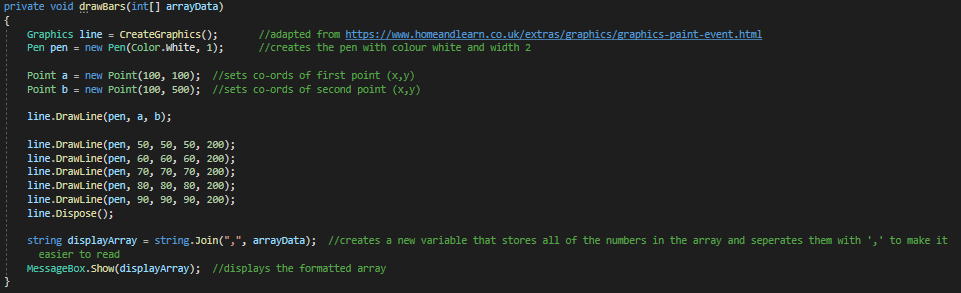 private void drawBars(int[] arrayData)
{
Graphics line = CreateGraphics();      //adapted from https://www.homeandlearn.co.uk/extras/graphics/graphics-paint-event.html
Pen pen = new Pen(Color.White, 1);     //creates the pen with colour white and width 2
Point a = new Point(100, 100);  //sets co-ords of first point (x,y)
Point b = new Point(100, 500);  //sets co-ords of second point (x,y)
line.DrawLine(pen, a, b);
line.DrawLine(pen, 50, 50, 50, 200);
line.DrawLine(pen, 60, 60, 60, 200);
line.DrawLine(pen, 70, 70, 70, 200);
line.DrawLine(pen, 80, 80, 80, 200);
line.DrawLine(pen, 90, 90, 90, 200);
line.Dispose();
string displayArray = string.Join(",", arrayData);  //creates a new variable that stores all of the numbers in the array and seperates them with ',' to make it
easier to read
MessageBox.Show(displayArray);  //displays the formatted array
}